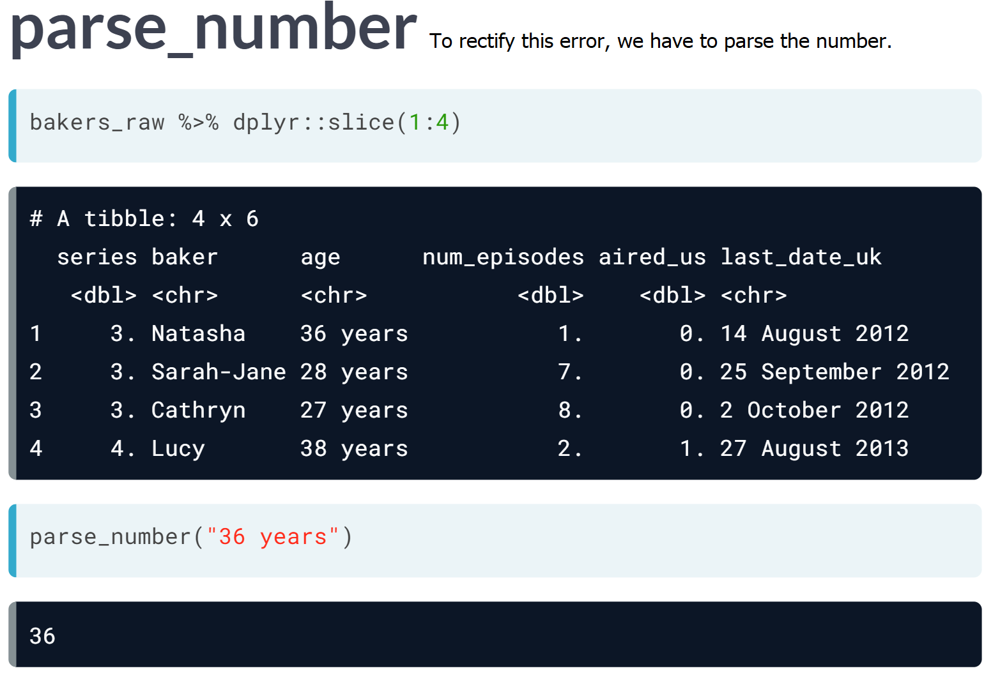 parse_number To rectify this error, we have to parse the number.
bakers_raw %>% dplyr::slice(1:4)
# A tibble: 4 x 6
  series baker      age      num_episodes aired_us last_date_uk
   <dbl> <chr>      <chr>           <dbl>    <dbl> <chr>
1     3. Natasha    36 years           1.       0. 14 August 2012
2     3. Sarah-Jane 28 years           7.       0. 25 September 2012
3     3. Cathryn    27 years           8.       0. 2 October 2012
4     4. Lucy       38 years           2.       1. 27 August 2013
parse_number("36 years")
36